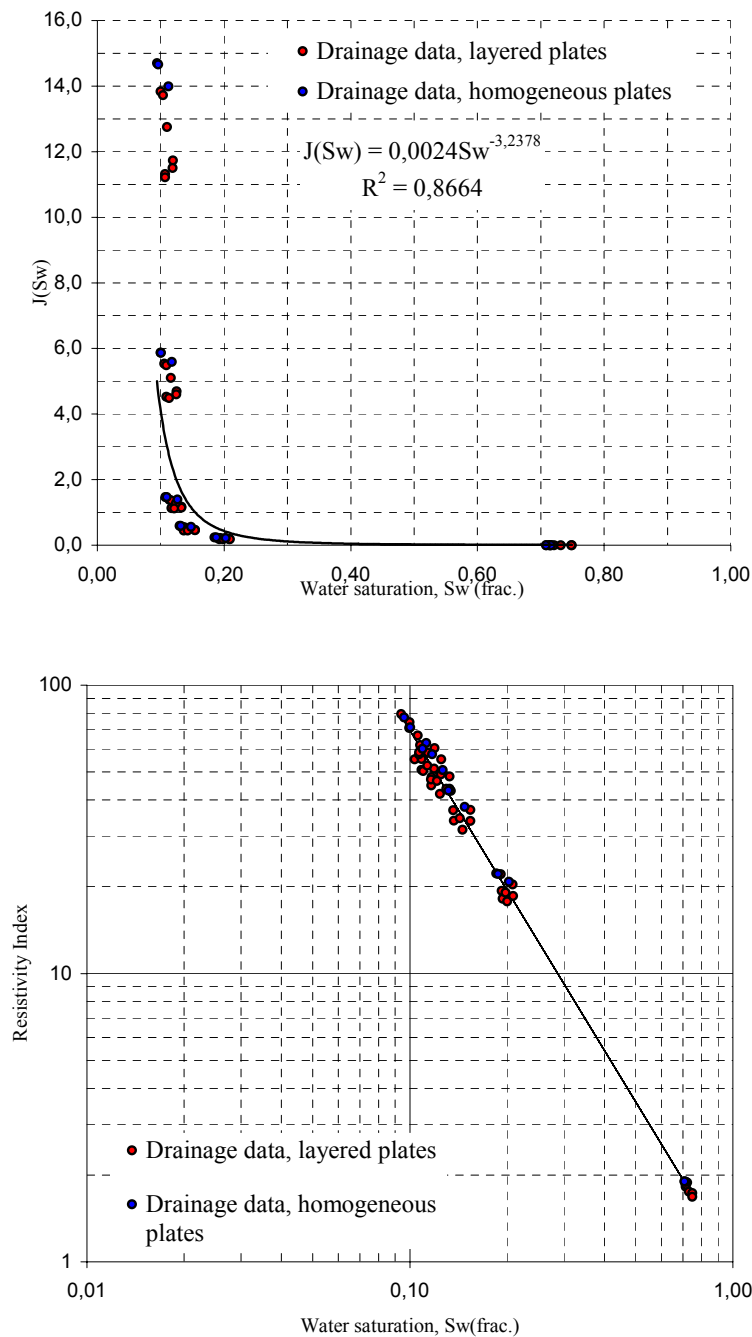 16,0
14,0
12,0
10,0
8,0
6,0
4,0
2,0
0,0
J(Sw)
Drainage data, layered plates
Drainage data, homogeneous plates
J(Sw) = 0,0024Sw^-3,2378
R^2 = 0,8664
0,00 0,20 0,40 0,60 0,80 1,00
Water saturation, Sw (frac.)
100
10
1
Resistivity Index
Drainage data, layered plates
Drainage data, homogeneous
plates
0,01 0,10 1,00
Water saturation, Sw(frac.)